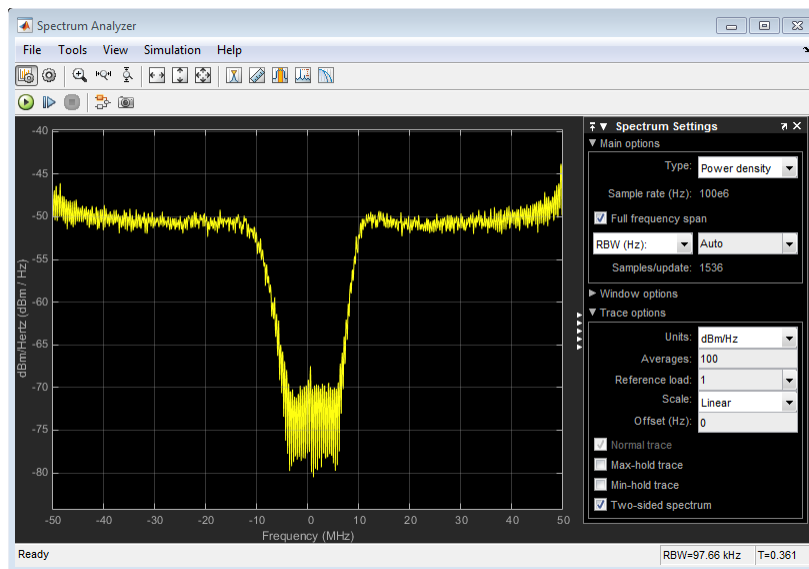 Spectrum Analyzer
File Tools View Simulation Help
-40
-45
-50
-55
-60
-65
-70
-75
-80
dBm/Hertz (dBm / Hz)
-50 -40 -30 -20 -10 0 10 20 30 40 50
Frequency (MHz)
Spectrum Settings
Main options
Type: Power density
Sample rate (Hz): 100e6
Full frequency span
RBW (Hz): Auto
Samples/update: 1536
Window options
Trace options
Units: dBm/Hz
Averages: 100
Reference load: 1
Scale: Linear
Offset (Hz): 0
Normal trace
Max-hold trace
Min-hold trace
Two-sided spectrum
Ready RBW=97.66 kHz T=0.361